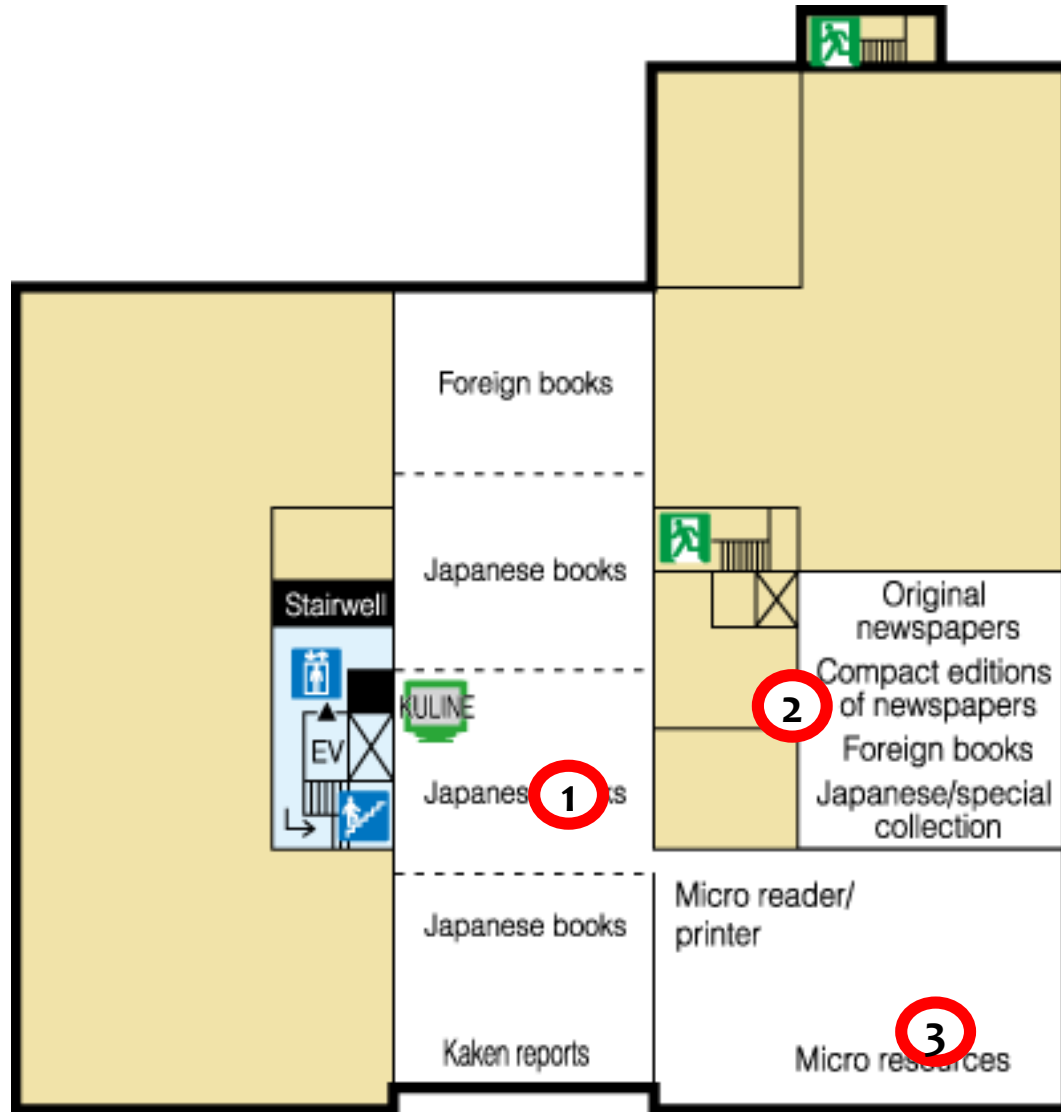 Foreign books
Japanese books
Stairwell
KULINE
EV
Japanes
1
s
Japanese books
Kaken reports
Original
newspapers
Compact editions
of newspapers
2
Foreign books
Japanese/special
collection
Micro reader/
printer
3
Micro resources